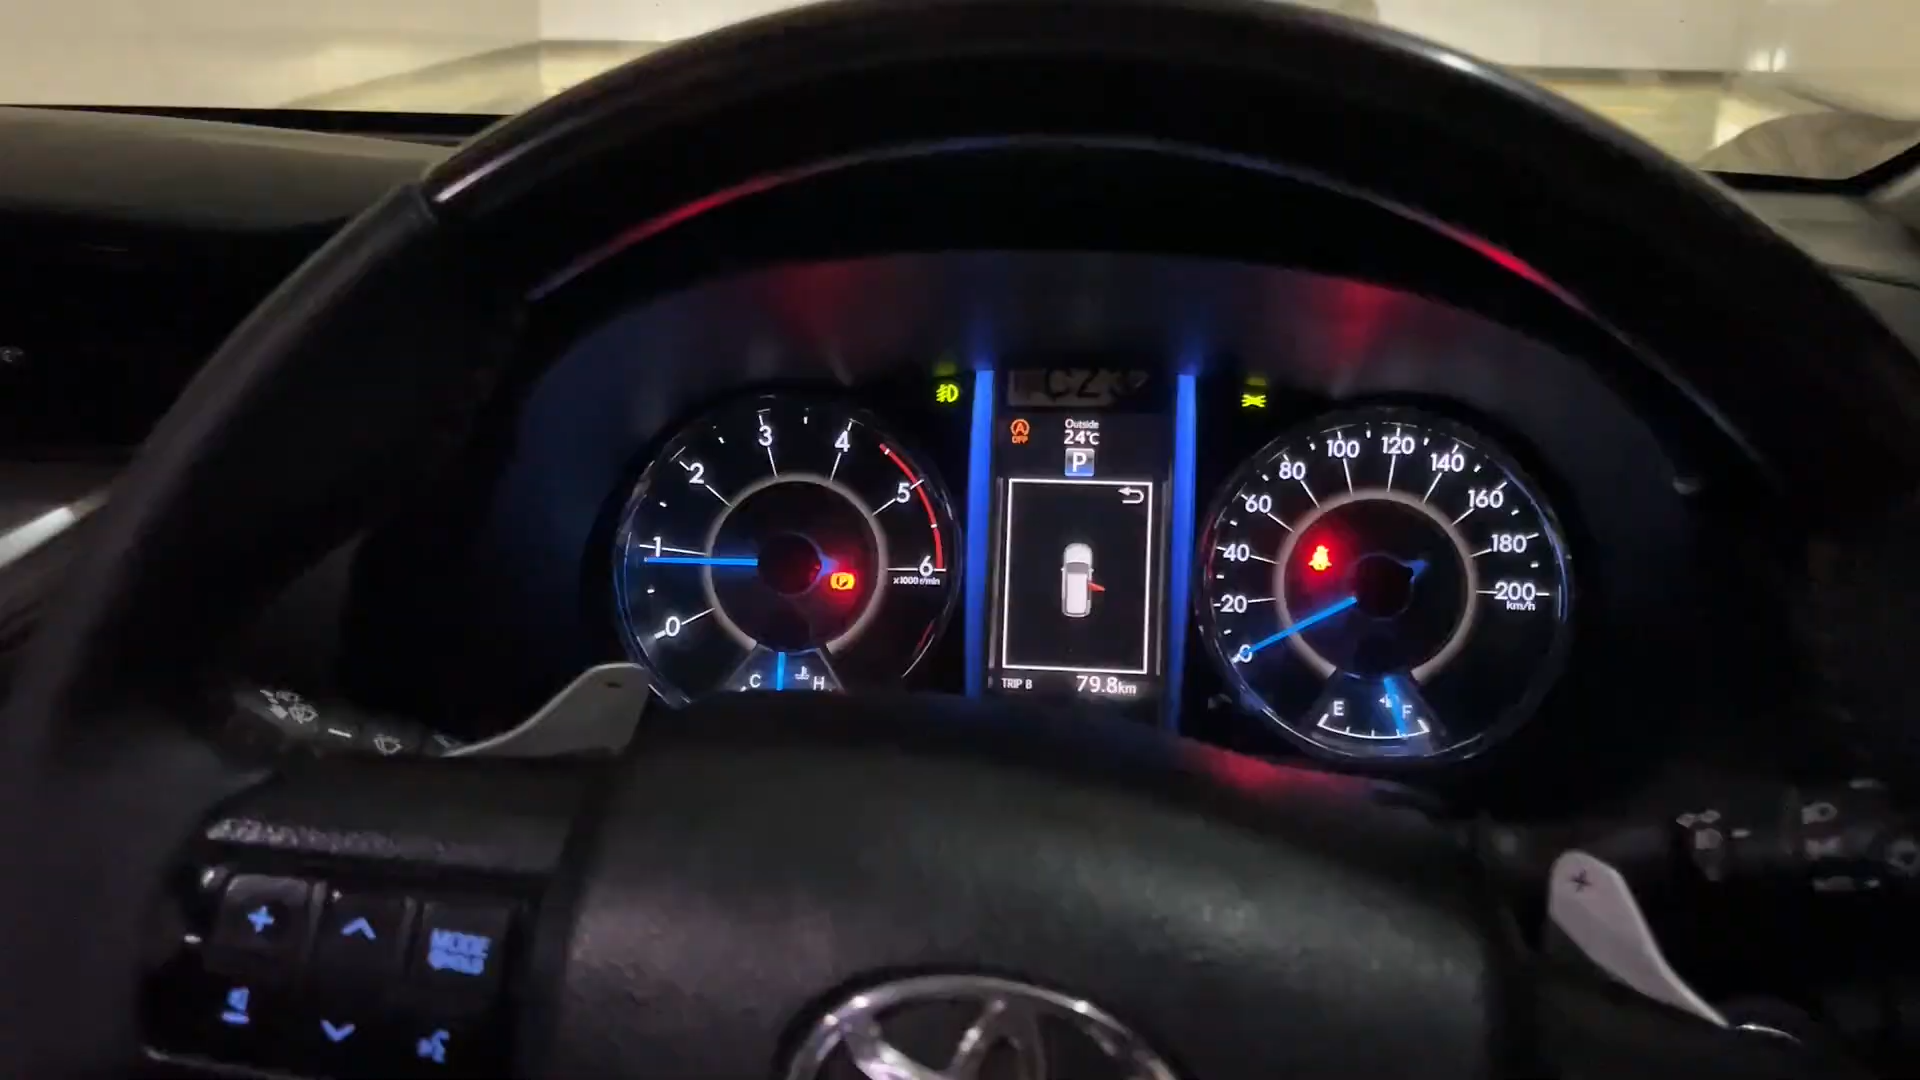 0 1 2 3 4 5 6
x1000 r/min
C H
OFF
Outside
24°C
P
TRIP B 79.8km
0 20 40 60 80 100 120 140 160 180 200
km/h
E F
+
MODE
+